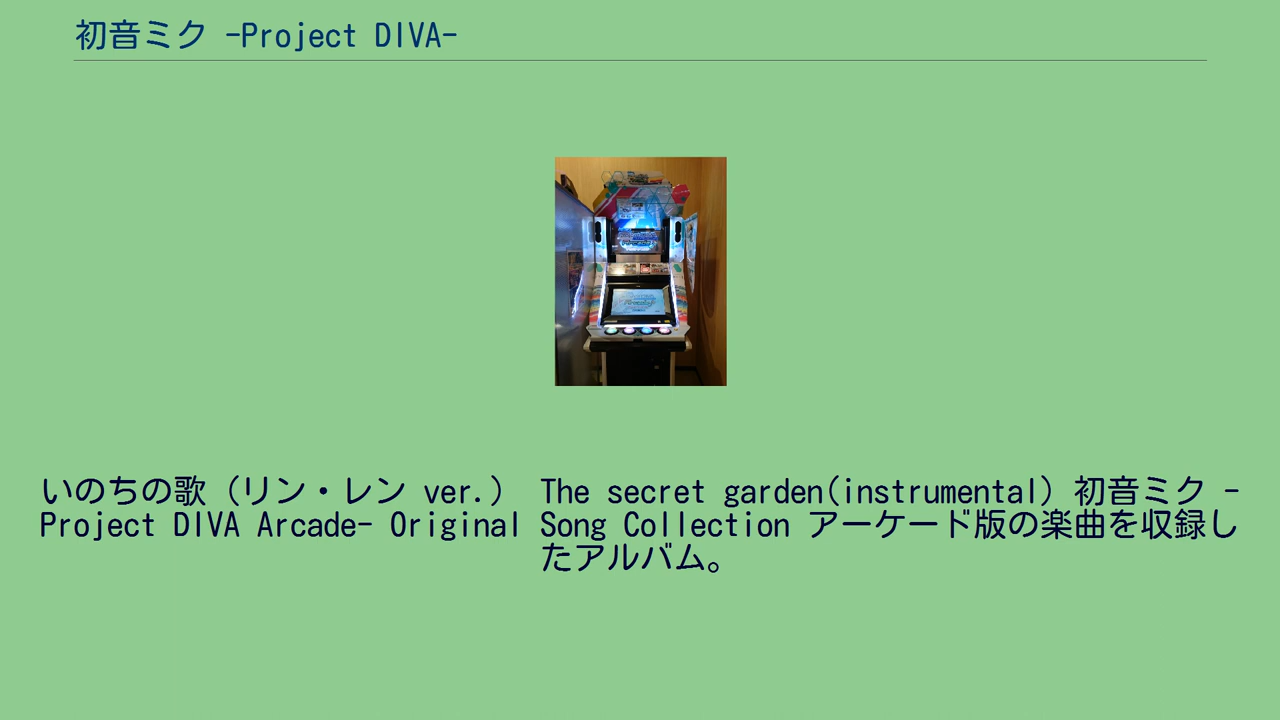 初音ミク -Project DIVA-
いのちの歌（リン・レン ver.） The secret garden(instrumental) 初音ミク -
Project DIVA Arcade- Original Song Collection アーケード版の楽曲を収録し
たアルバム。